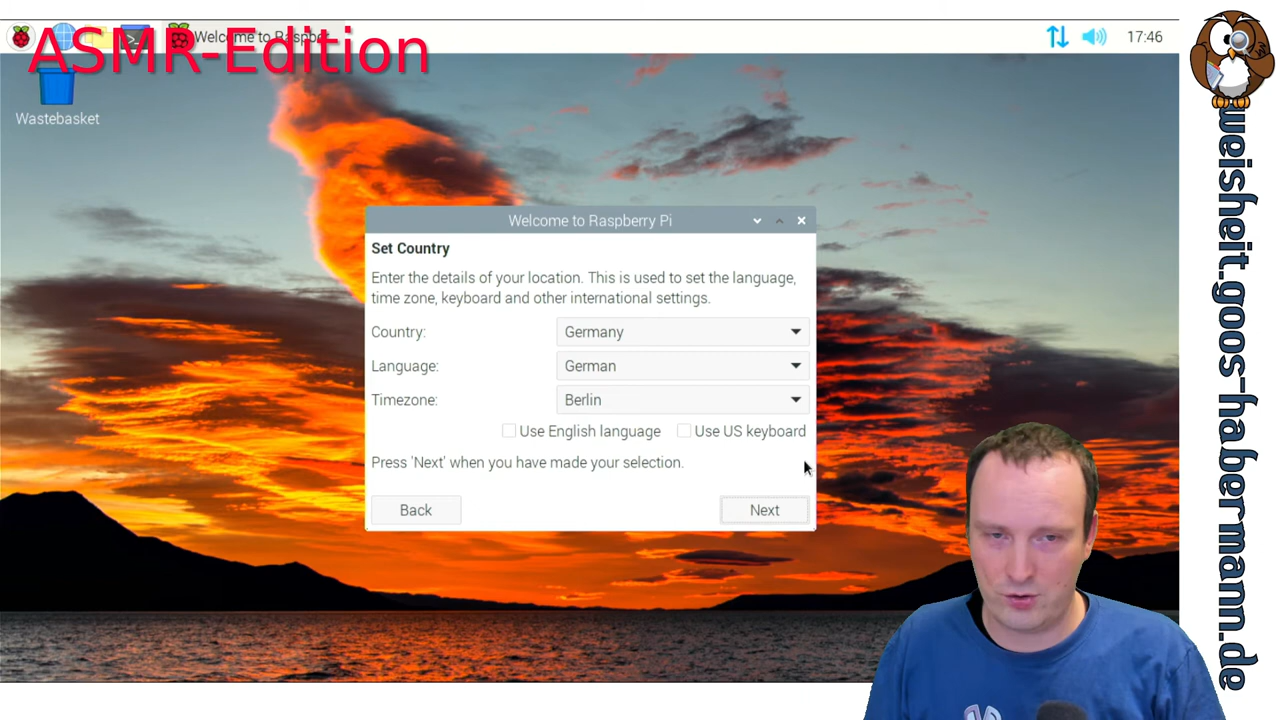 Welcome to Raspber
17:46
ASMR-Edition
Wastebasket
Welcome to Raspberry Pi
Set Country
Enter the details of your location. This is used to set the language,
time zone, keyboard and other international settings.
Country:
Germany
Language:
German
Timezone:
Berlin
Use English language
Use US keyboard
Press 'Next' when you have made your selection.
Back
Next
weisheit.goos-habermann.de